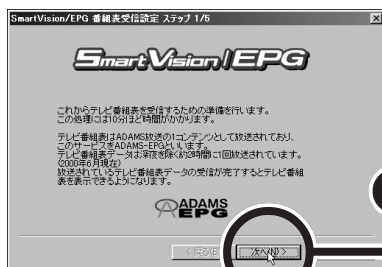 SmartVision/EPG 番組表受信設定 ステップ 1/5
SmartVision/EPG
これからテレビ番組表を受信するための準備を行います。
この処理には10分ほど時間がかかります。
テレビ番組表はADAMS放送の1コンテンツとして放送されており、
このサービスをADAMS-EPGといいます。
テレビ番組表データは深夜を除く約2時間に1回放送されています。
(2000年6月現在)
放送されているテレビ番組表データの受信が完了するとテレビ番組
表を表示できるようになります。
ADAMS
EPG
< 戻る(B)
次へ(N) >